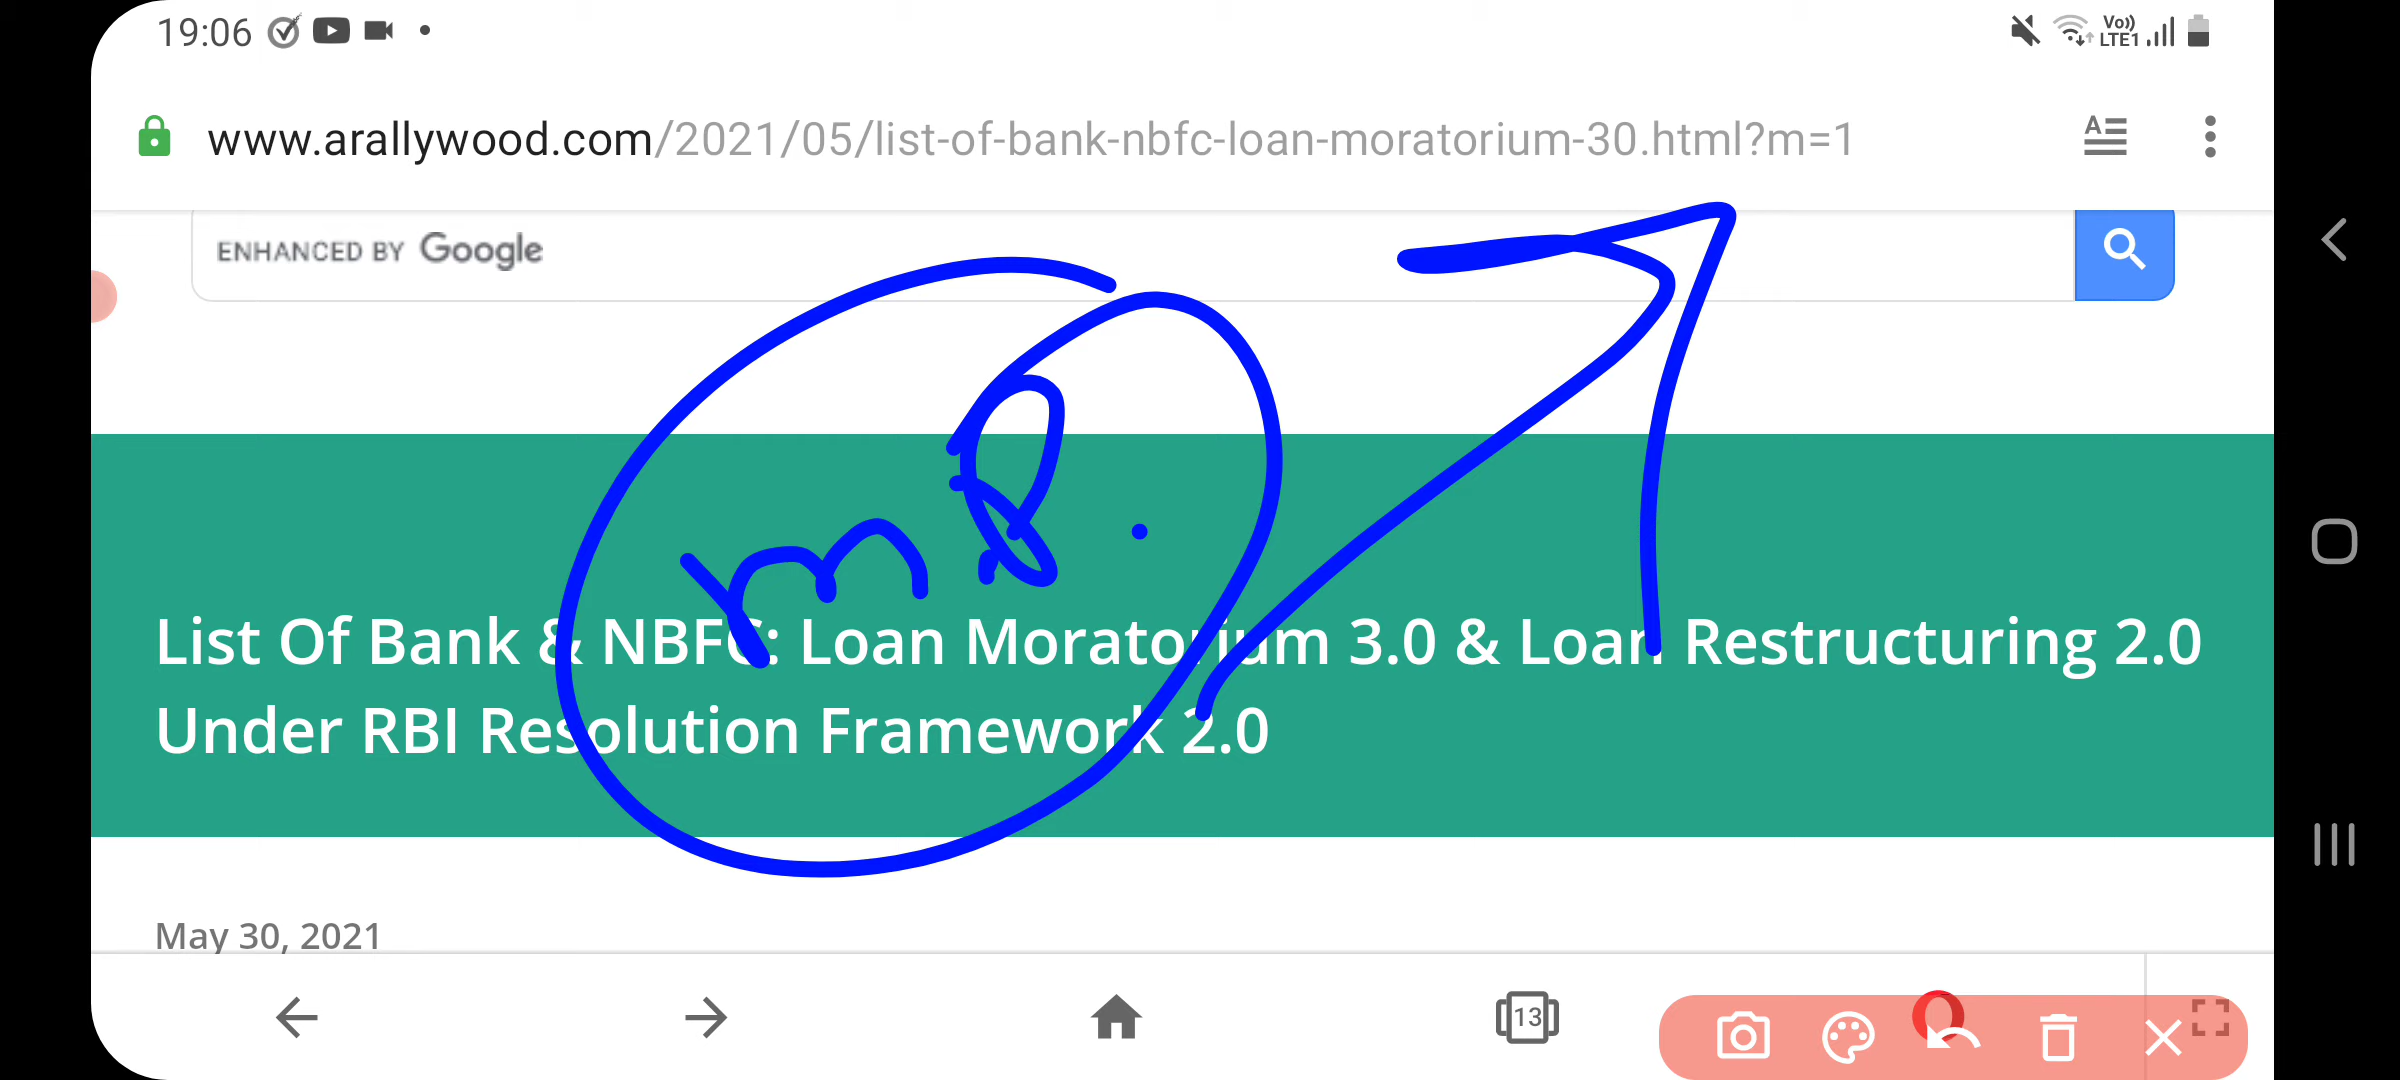 19:06
Vo)) LTE1
www.arallywood.com/2021/05/list-of-bank-nbfc-loan-moratorium-30.html?m=1
ENHANCED BY Google
List Of Bank & NBFC: Loan Moratorium 3.0 & Loan Restructuring 2.0
Under RBI Resolution Framework 2.0
May 30, 2021
13